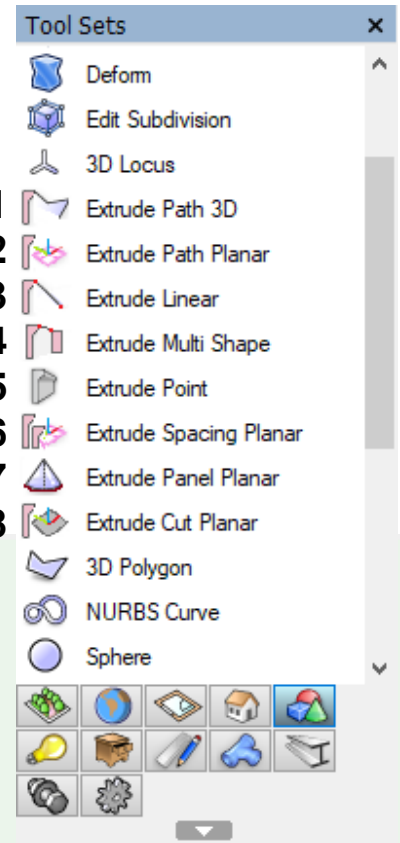 Tool Sets
Deform
Edit Subdivision
3D Locus
1 Extrude Path 3D
2 Extrude Path Planar
3 Extrude Linear
4 Extrude Multi Shape
5 Extrude Point
6 Extrude Spacing Planar
7 Extrude Panel Planar
8 Extrude Cut Planar
3D Polygon
NURBS Curve
Sphere